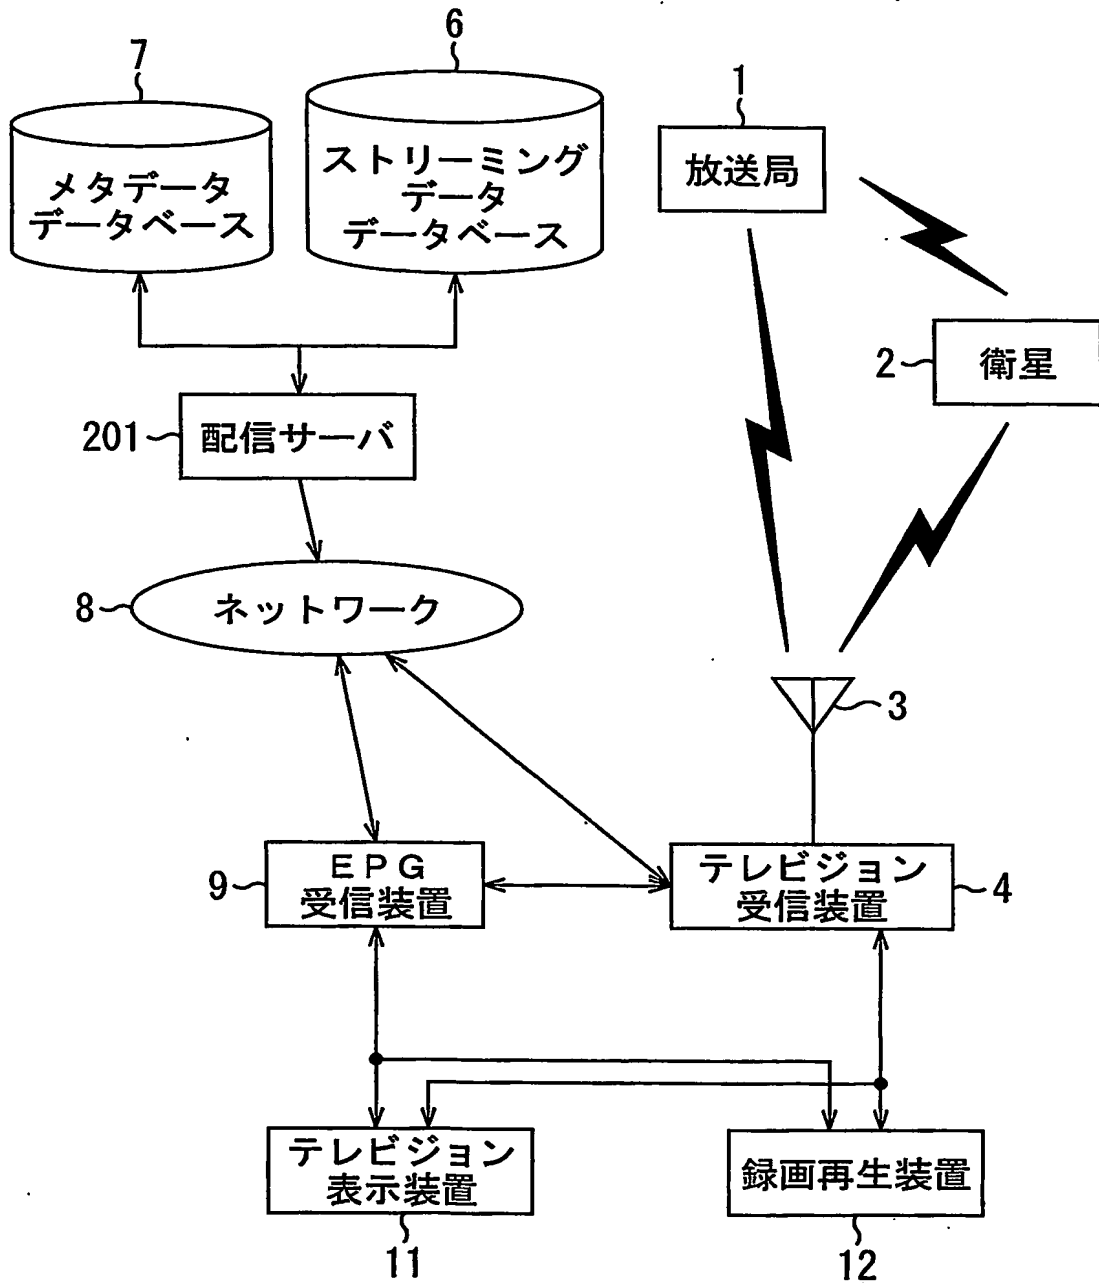 7
メタデータ
データベース
6
ストリーミング
データ
データベース
1
放送局
2
衛星
201
配信サーバ
8
ネットワーク
3
9
EPG
受信装置
テレビジョン
受信装置
4
テレビジョン
表示装置
11
録画再生装置
12